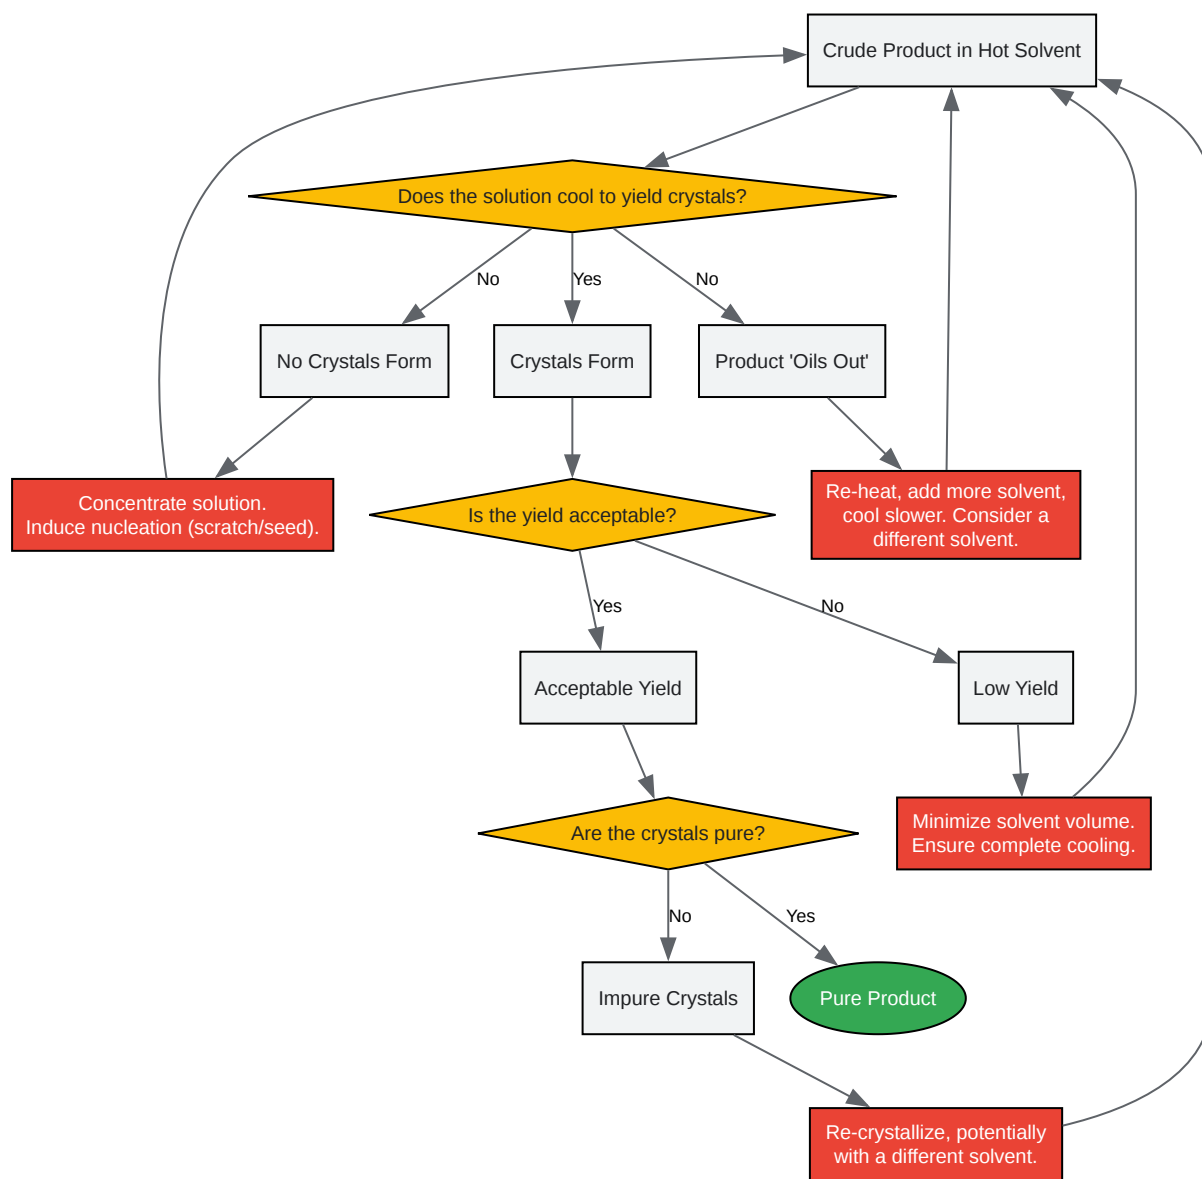 Crude Product in Hot Solvent
Does the solution cool to yield crystals?
No
Yes
No
No Crystals Form
Crystals Form
Product 'Oils Out'
Concentrate solution.
Induce nucleation (scratch/seed).
Is the yield acceptable?
Re-heat, add more solvent,
cool slower. Consider a
different solvent.
Yes
No
Acceptable Yield
Low Yield
Are the crystals pure?
Minimize solvent volume.
Ensure complete cooling.
No
Yes
Impure Crystals
Pure Product
Re-crystallize, potentially
with a different solvent.